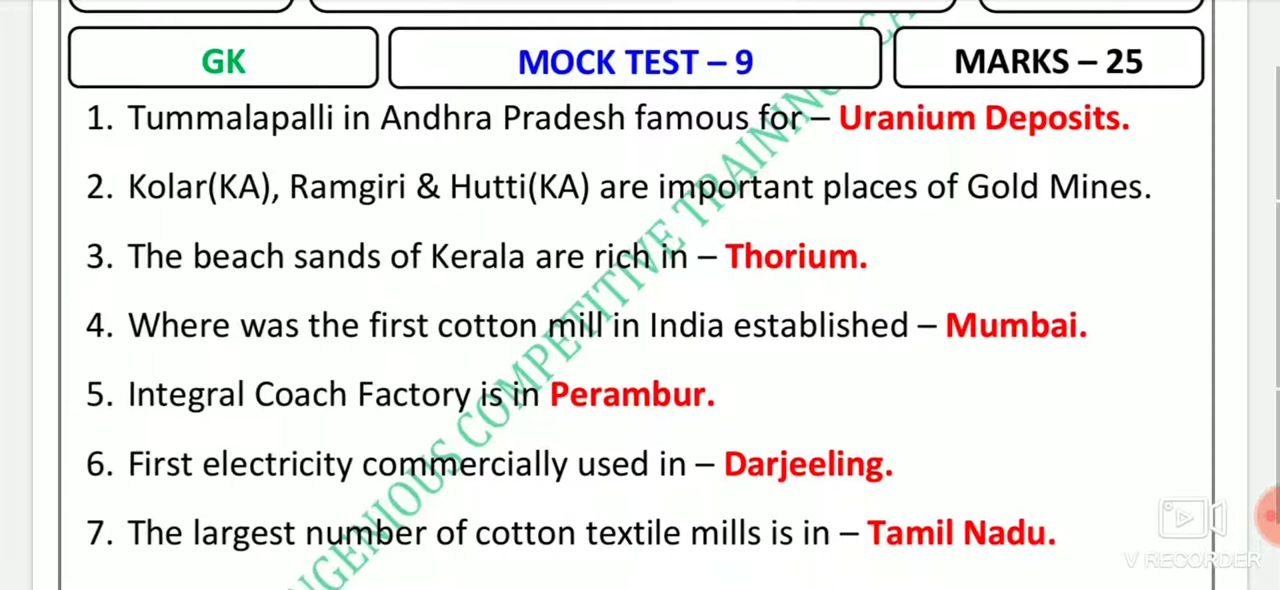 GK
MOCK TEST – 9
MARKS – 25
1. Tummalapalli in Andhra Pradesh famous for – Uranium Deposits.
2. Kolar(KA), Ramgiri & Hutti(KA) are important places of Gold Mines.
3. The beach sands of Kerala are rich in – Thorium.
4. Where was the first cotton mill in India established – Mumbai.
5. Integral Coach Factory is in Perambur.
6. First electricity commercially used in – Darjeeling.
7. The largest number of cotton textile mills is in – Tamil Nadu.
COMPETITIVE TRAINING
V RECORDER